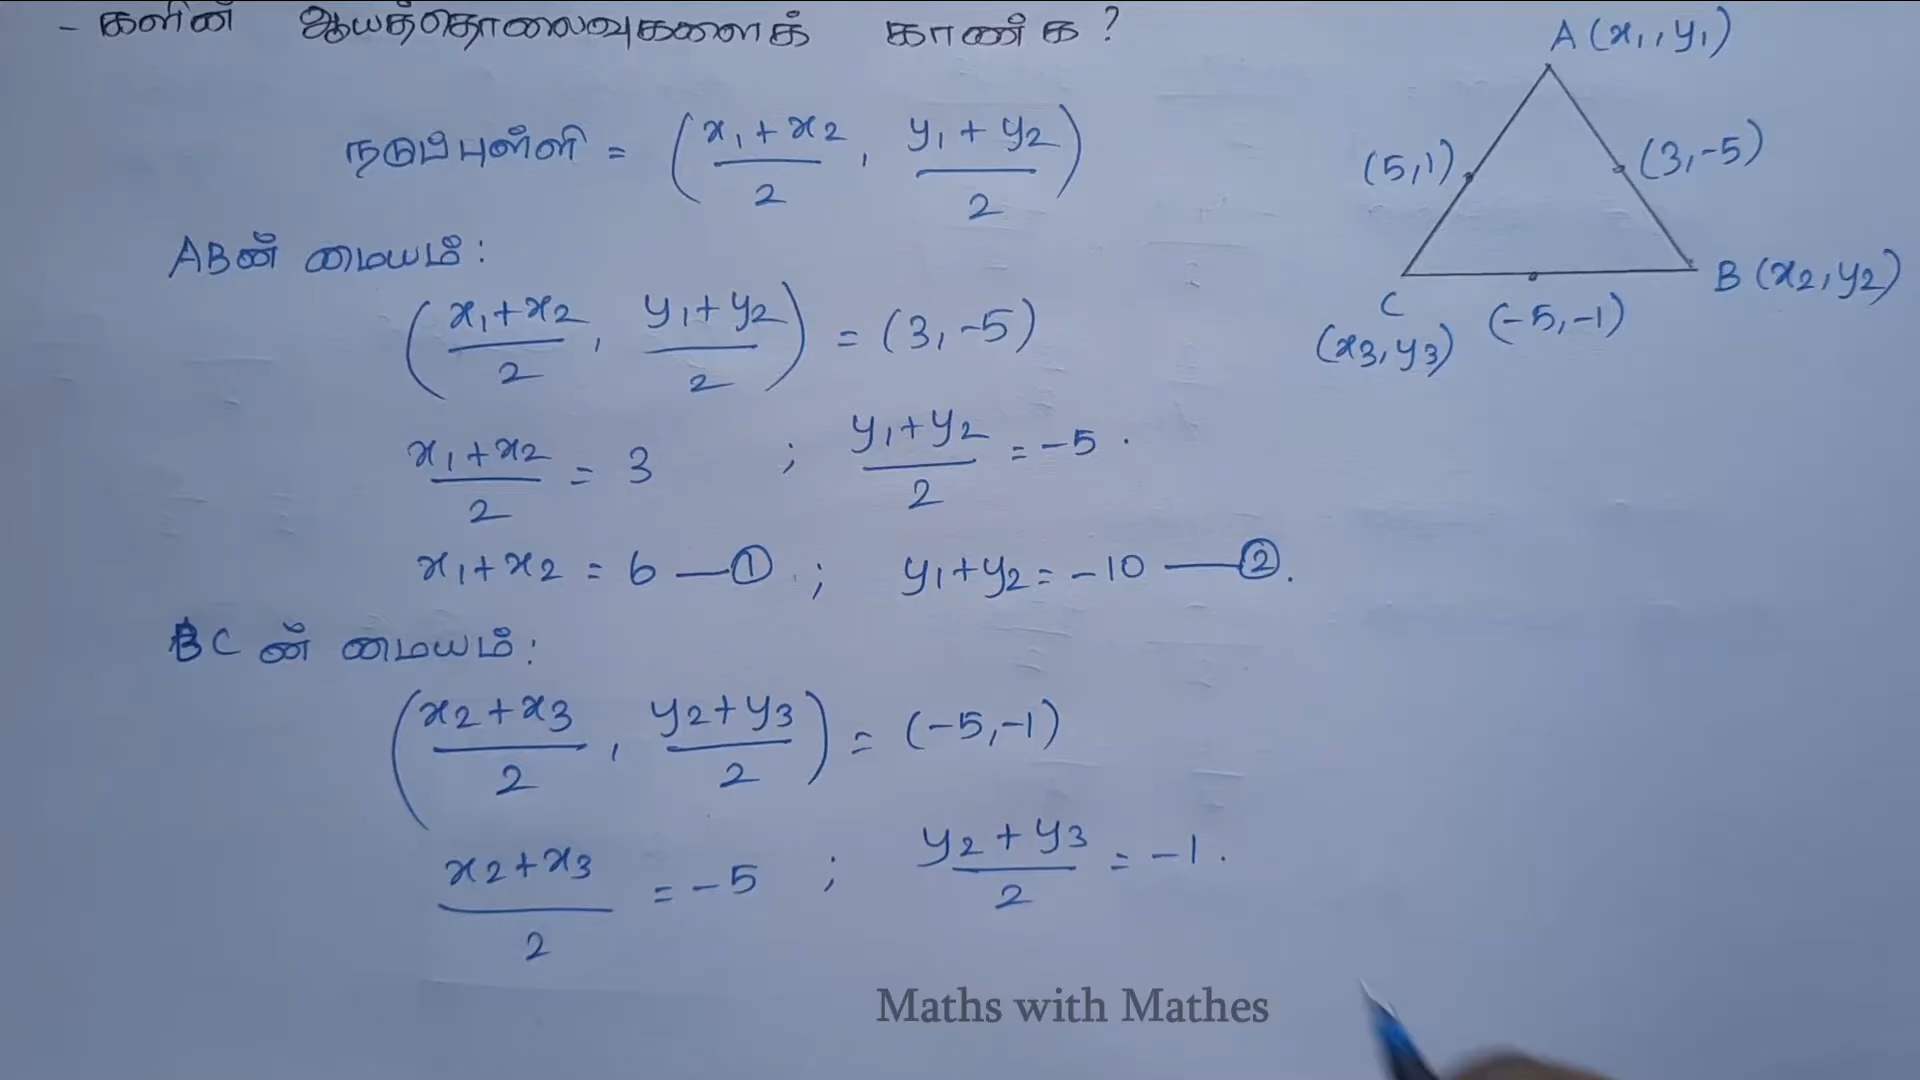 - களின் ஆயத்தொலைவுகளைக் காண்க?
A (x₁, y₁)
நடுப்புள்ளி = ( x₁ + x₂ / 2 , y₁ + y₂ / 2 )
(5,1)
(3,-5)
ABன் மையம்:
B (x₂, y₂)
C
(x₃, y₃)
(-5,-1)
( x₁ + x₂ / 2 , y₁ + y₂ / 2 ) = (3, -5)
x₁ + x₂ / 2 = 3 ; y₁ + y₂ / 2 = -5 .
x₁ + x₂ = 6 — ① ; y₁ + y₂ = -10 — ②.
BC ன் மையம்:
( x₂ + x₃ / 2 , y₂ + y₃ / 2 ) = (-5,-1)
x₂ + x₃ / 2 = -5 ; y₂ + y₃ / 2 = -1 .
Maths with Mathes